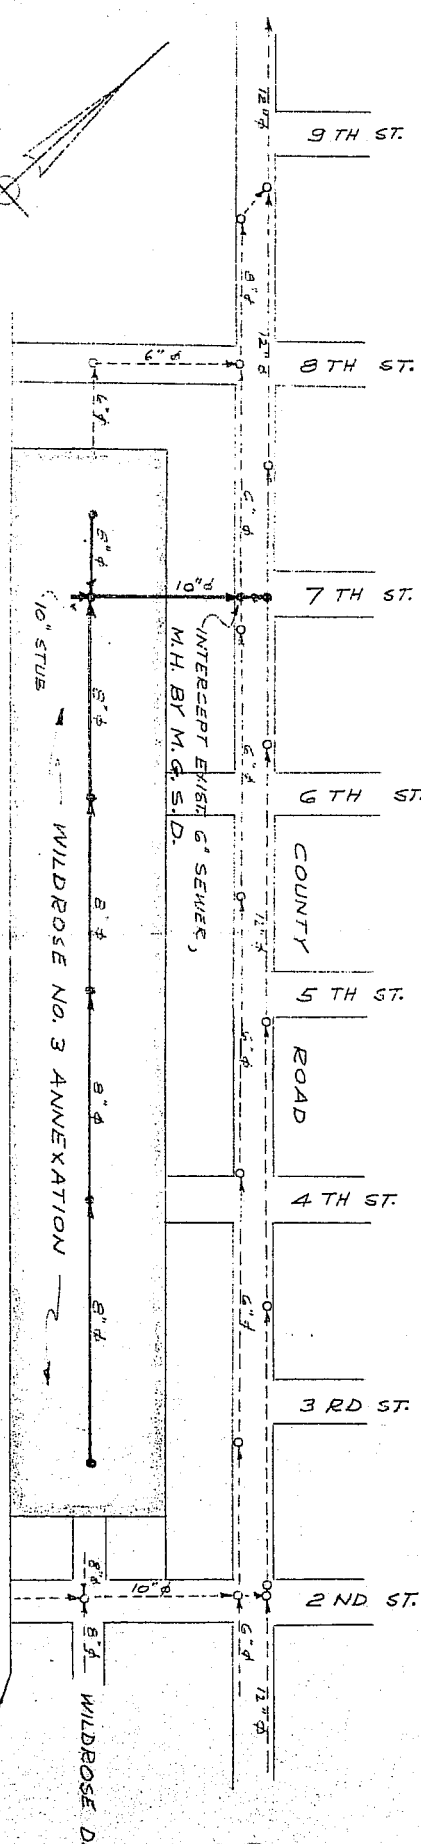 12"φ
9 TH ST.
8"φ
12"φ
6"φ
8 TH ST.
6"φ
6"φ
6"φ
10"φ
7 TH ST.
10" STUB
INTERCEPT EXIST. 6" SEWER,
M.H. BY M.G.S.D.
8"φ
6"φ
6 TH ST.
WILDROSE NO. 3 ANNEXATION
8"φ
12"φ
COUNTY ROAD
5 TH ST.
6"φ
8"φ
4 TH ST.
8"φ
6"φ
3 RD ST.
8"φ
10"φ
2 ND ST.
8"φ
6"φ
12"φ
WILDROSE D